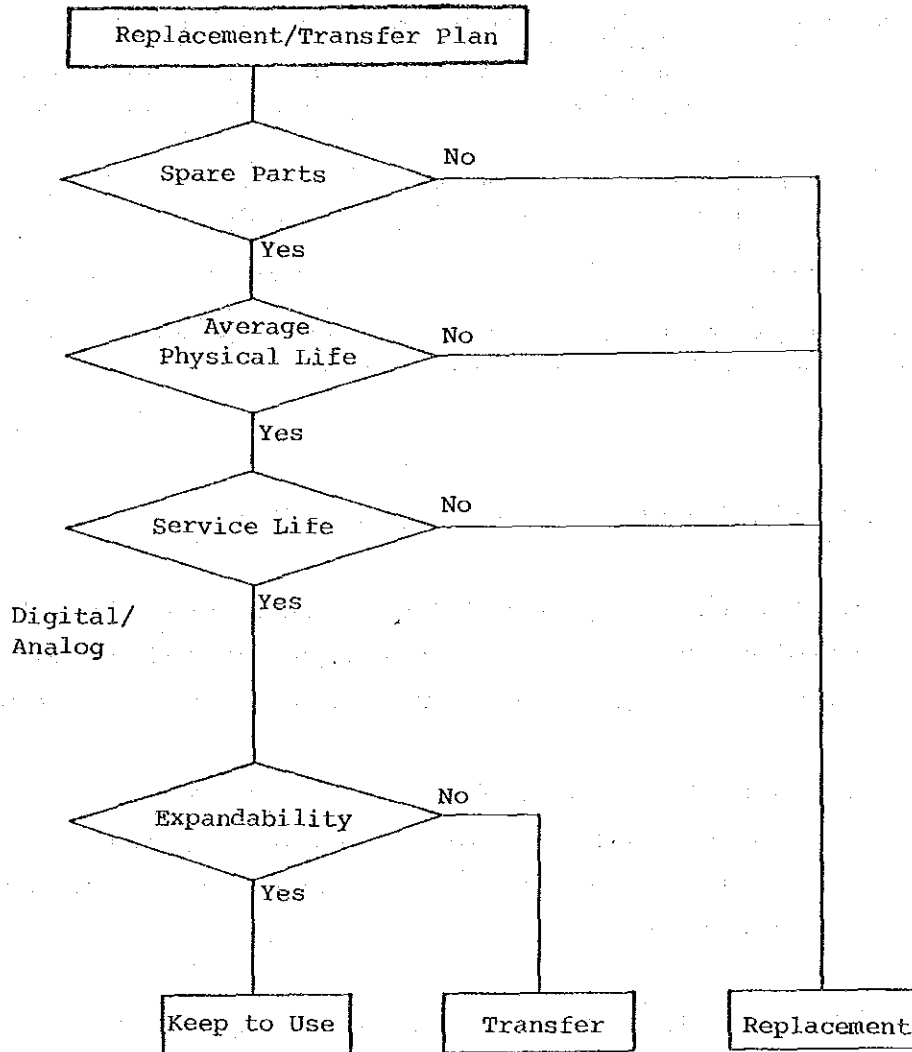 Replacement/Transfer Plan
Spare Parts
No
Yes
Average
Physical Life
No
Yes
Service Life
No
Yes
Digital/
Analog
Expandability
No
Yes
Keep to Use
Transfer
Replacement